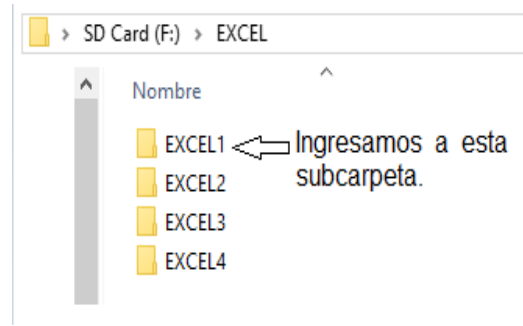 SD Card (F:) > EXCEL
Nombre
EXCEL1 Ingresamos a esta
EXCEL2 subcarpeta.
EXCEL3
EXCEL4